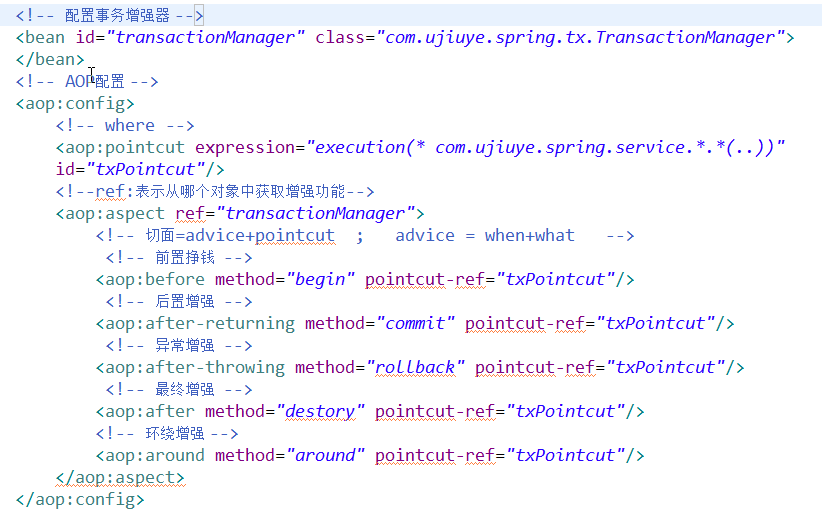 <!-- 配置事务增强器 -->
<bean id="transactionManager" class="com.ujiuye.spring.tx.TransactionManager">
</bean>
<!-- AOP配置 -->
<aop:config>
<!-- where -->
<aop:pointcut expression="execution(* com.ujiuye.spring.service.*.*(..))"
id="txPointcut"/>
<!--ref:表示从哪个对象中获取增强功能-->
<aop:aspect ref="transactionManager">
<!-- 切面=advice+pointcut ; advice = when+what -->
<!-- 前置挣钱 -->
<aop:before method="begin" pointcut-ref="txPointcut"/>
<!-- 后置增强 -->
<aop:after-returning method="commit" pointcut-ref="txPointcut"/>
<!-- 异常增强 -->
<aop:after-throwing method="rollback" pointcut-ref="txPointcut"/>
<!-- 最终增强 -->
<aop:after method="destory" pointcut-ref="txPointcut"/>
<!-- 环绕增强 -->
<aop:around method="around" pointcut-ref="txPointcut"/>
</aop:aspect>
</aop:config>